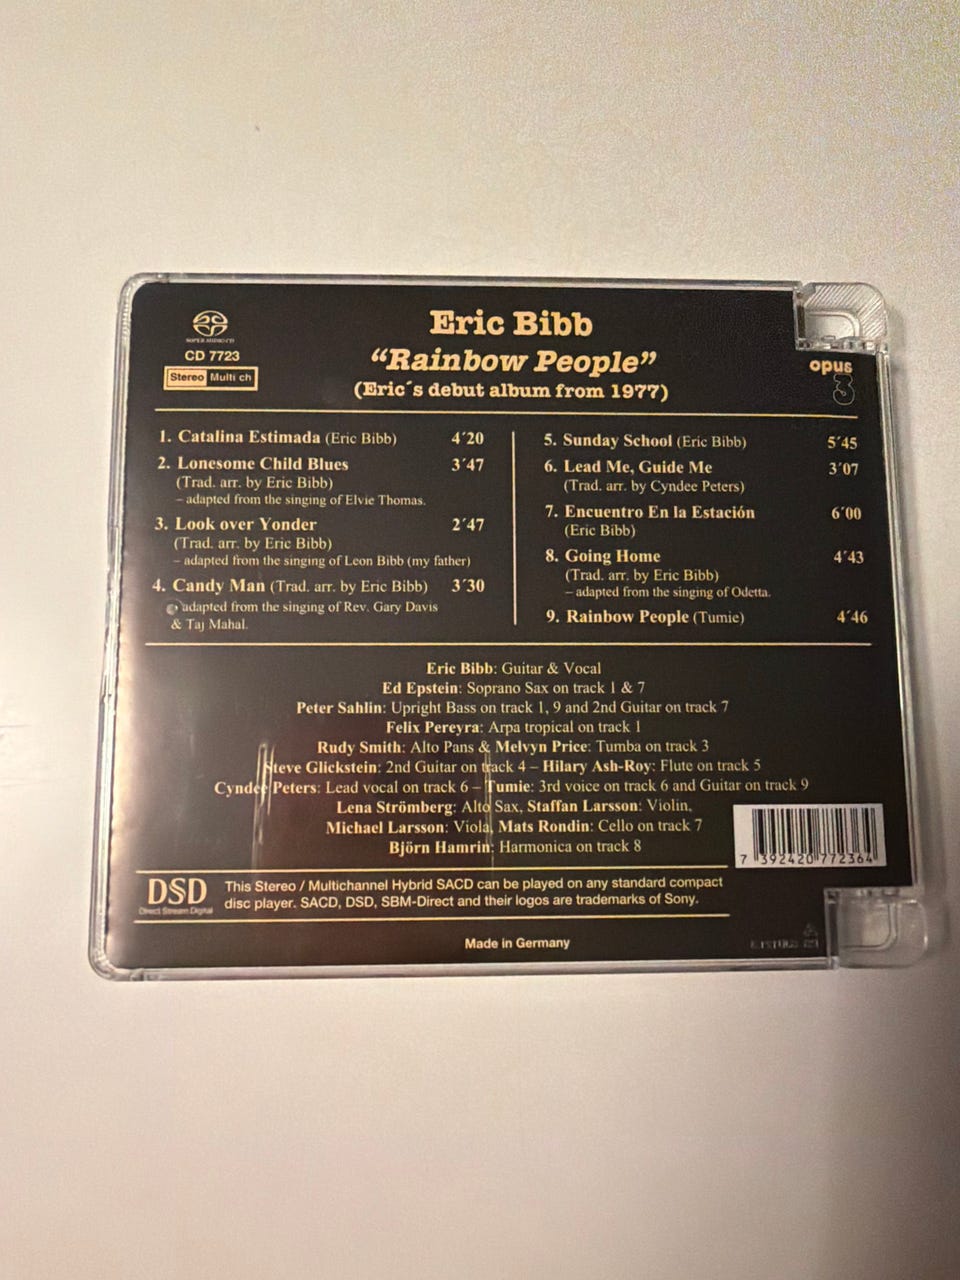 SUPER AUDIO CD
CD 7723
Stereo Multi ch
Eric Bibb
“Rainbow People”
(Eric´s debut album from 1977)
opus
3
1. Catalina Estimada (Eric Bibb) 4´20
2. Lonesome Child Blues 3´47
(Trad. arr. by Eric Bibb)
– adapted from the singing of Elvie Thomas.
3. Look over Yonder 2´47
(Trad. arr. by Eric Bibb)
– adapted from the singing of Leon Bibb (my father)
4. Candy Man (Trad. arr. by Eric Bibb) 3´30
adapted from the singing of Rev. Gary Davis
& Taj Mahal.
5. Sunday School (Eric Bibb) 5´45
6. Lead Me, Guide Me 3´07
(Trad. arr. by Cyndee Peters)
7. Encuentro En la Estación 6´00
(Eric Bibb)
8. Going Home 4´43
(Trad. arr. by Eric Bibb)
– adapted from the singing of Odetta.
9. Rainbow People (Tumie) 4´46
Eric Bibb: Guitar & Vocal
Ed Epstein: Soprano Sax on track 1 & 7
Peter Sahlin: Upright Bass on track 1, 9 and 2nd Guitar on track 7
Felix Pereyra: Arpa tropical on track 1
Rudy Smith: Alto Pans & Melvyn Price: Tumba on track 3
Steve Glickstein: 2nd Guitar on track 4 – Hilary Ash-Roy: Flute on track 5
Cyndee Peters: Lead vocal on track 6 – Tumie: 3rd voice on track 6 and Guitar on track 9
Lena Strömberg: Alto Sax, Staffan Larsson: Violin,
Michael Larsson: Viola, Mats Rondin: Cello on track 7
Björn Hamrin: Harmonica on track 8
7 392420 772364
DSD
Direct Stream Digital
This Stereo / Multichannel Hybrid SACD can be played on any standard compact
disc player. SACD, DSD, SBM-Direct and their logos are trademarks of Sony.
Made in Germany